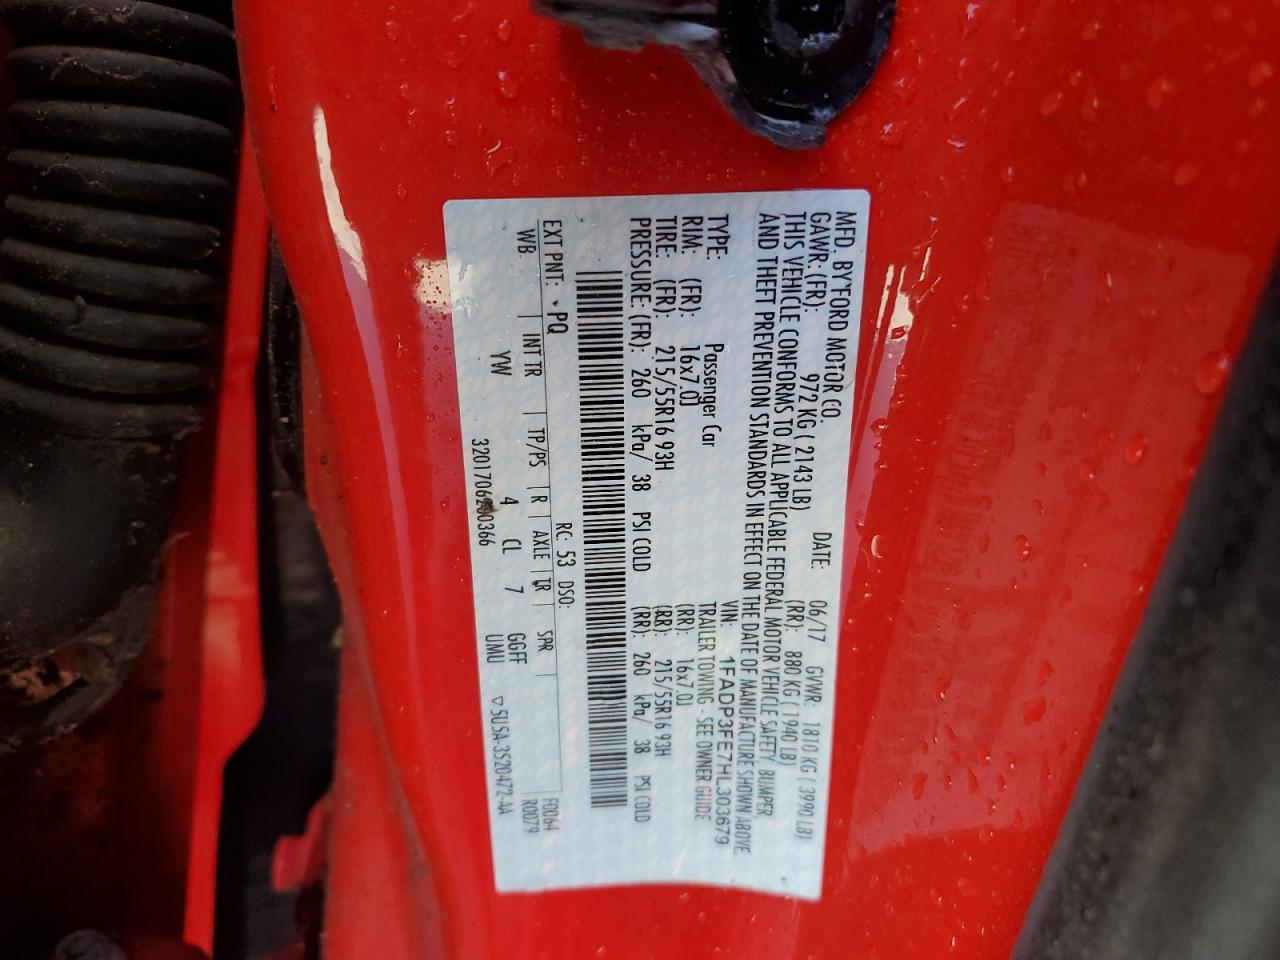 MFD. BY FORD MOTOR CO.
DATE: 06/17 GVWR: 1810 KG ( 3990 LB)
GAWR: (FR): 972 KG ( 2143 LB) (RR): 880 KG ( 1940 LB)
THIS VEHICLE CONFORMS TO ALL APPLICABLE FEDERAL MOTOR VEHICLE SAFETY BUMPER
AND THEFT PREVENTION STANDARDS IN EFFECT ON THE DATE OF MANUFACTURE SHOWN ABOVE.
VIN: 1FADP3FE7HL303679
TYPE: Passenger Car TRAILER TOWING - SEE OWNER GUIDE
RIM: (FR): 16x7.0J (RR): 16x7.0J
TIRE: (FR): 215/55R16 93H (RR): 215/55R16 93H
PRESSURE: (FR): 260 kPa/ 38 PSI COLD (RR): 260 kPa/ 38 PSI COLD
RC: 53 DSO:
EXT PNT: PQ F0064
WB INT TR TP/PS R AXLE TR SPR R0079
YW 4 CL 7 GGFF
UIMU ▽5U5A-3520472-AA